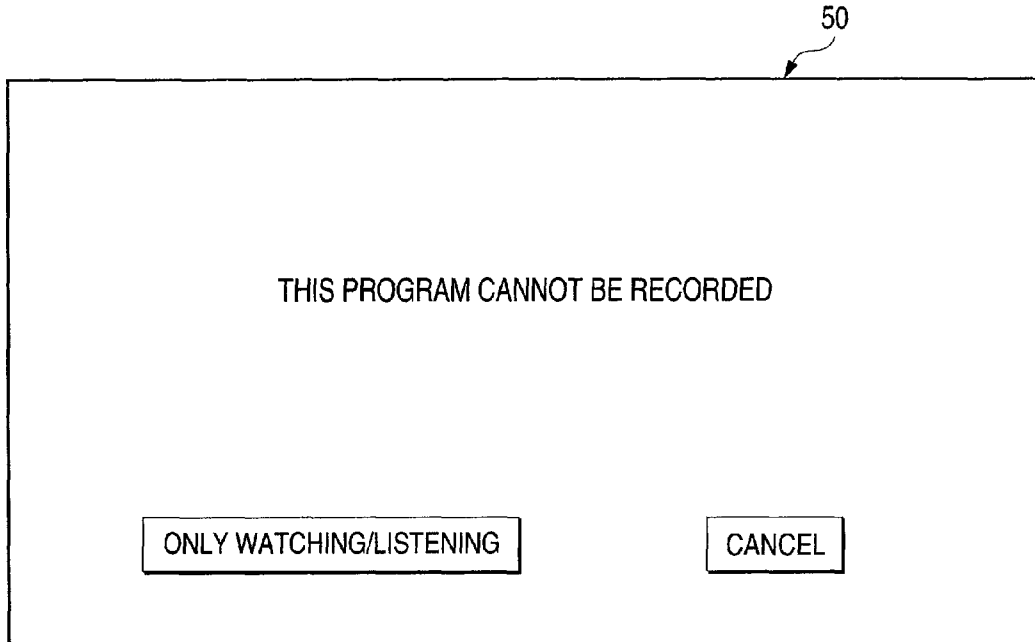 50
THIS PROGRAM CANNOT BE RECORDED
ONLY WATCHING/LISTENING
CANCEL